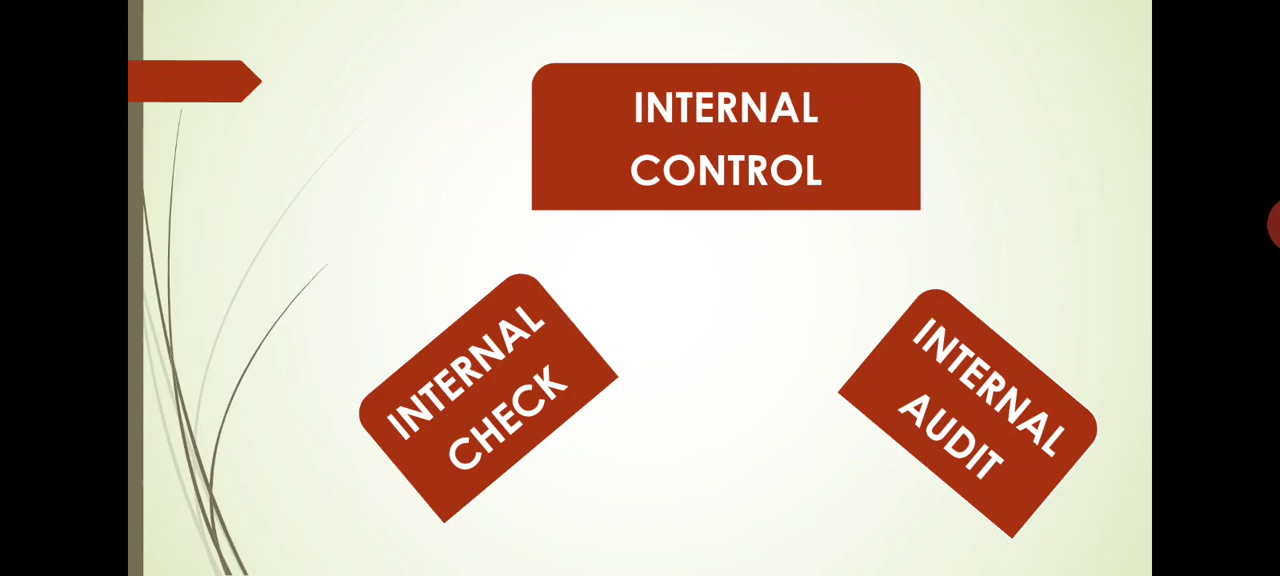 INTERNAL
CONTROL
INTERNAL
CHECK
INTERNAL
AUDIT